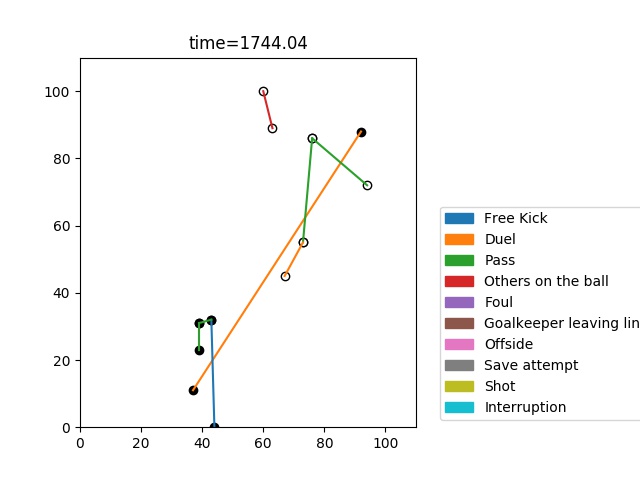 time=1744.04
100
80
60
40
20
0
0 20 40 60 80 100
Free Kick
Duel
Pass
Others on the ball
Foul
Goalkeeper leaving lin
Offside
Save attempt
Shot
Interruption